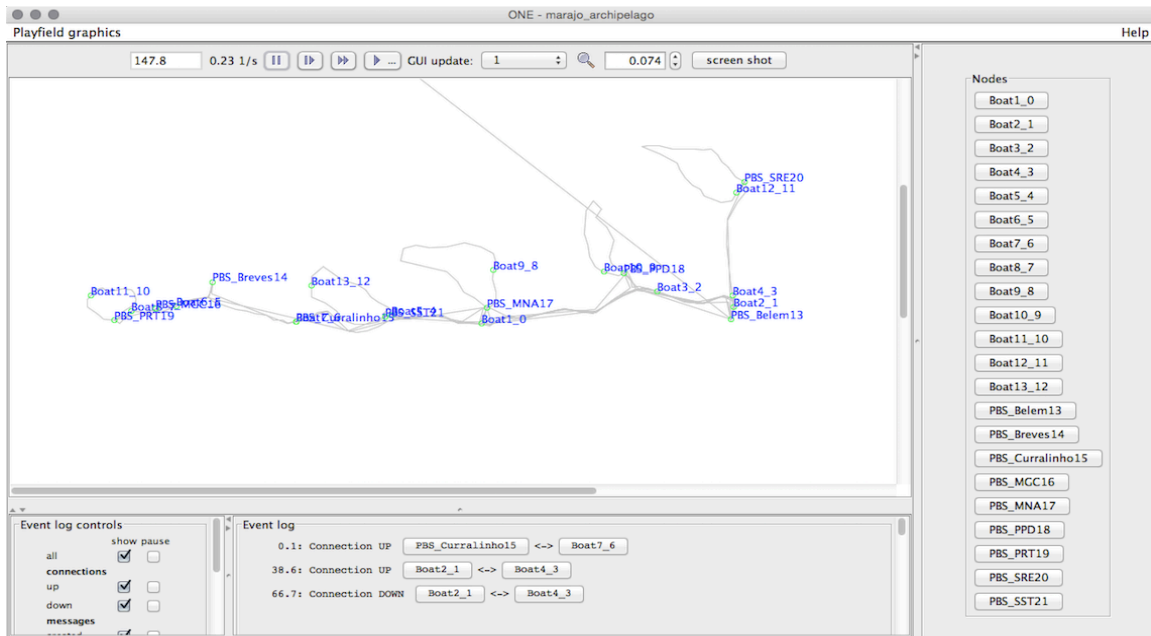 ONE - marajo_archipelago
Playfield graphics Help
147.8 0.23 1/s ... GUI update: 1 0.074 screen shot
PBS_SRE20
Boat12_11
Boat9_8
PBS_PPD18
PBS_Breves14
Boat13_12
Boat3_2
Boat4_3
Boat11_10
Boat2_1
PBS_MNA17
PBS_PRT19
PBS_Belem13
Boat1_0
Nodes
Boat1_0
Boat2_1
Boat3_2
Boat4_3
Boat5_4
Boat6_5
Boat7_6
Boat8_7
Boat9_8
Boat10_9
Boat11_10
Boat12_11
Boat13_12
PBS_Belem13
PBS_Breves14
PBS_Curralinho15
PBS_MGC16
PBS_MNA17
PBS_PPD18
PBS_PRT19
PBS_SRE20
PBS_SST21
Event log controls
show pause
all
connections
up
down
messages
Event log
0.1: Connection UP PBS_Curralinho15 <-> Boat7_6
38.6: Connection UP Boat2_1 <-> Boat4_3
66.7: Connection DOWN Boat2_1 <-> Boat4_3